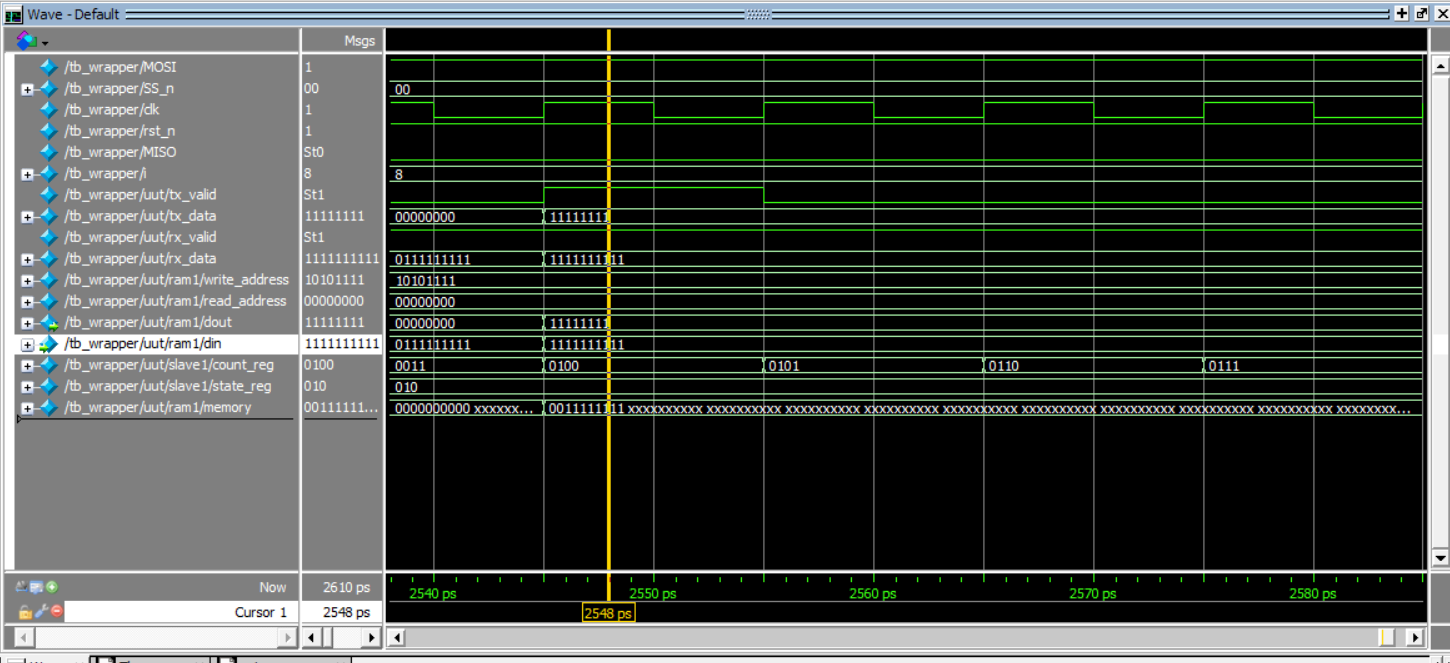 Wave - Default
Msgs
/tb_wrapper/MOSI 1
/tb_wrapper/SS_n 00 00
/tb_wrapper/clk 1
/tb_wrapper/rst_n 1
/tb_wrapper/MISO St0
/tb_wrapper/i 8 8
/tb_wrapper/uut/tx_valid St1
/tb_wrapper/uut/tx_data 11111111 00000000 11111111
/tb_wrapper/uut/rx_valid St1
/tb_wrapper/uut/rx_data 1111111111 0111111111 1111111111
/tb_wrapper/uut/ram1/write_address 10101111 10101111
/tb_wrapper/uut/ram1/read_address 00000000 00000000
/tb_wrapper/uut/ram1/dout 11111111 00000000 11111111
/tb_wrapper/uut/ram1/din 1111111111 0111111111 1111111111
/tb_wrapper/uut/slave1/count_reg 0100 0011 0100 0101 0110 0111
/tb_wrapper/uut/slave1/state_reg 010 010
/tb_wrapper/uut/ram1/memory 00111111... 0000000000 xxxxxx... 0011111111 xxxxxxxxxx xxxxxxxxxx xxxxxxxxxx xxxxxxxxxx xxxxxxxxxx xxxxxxxxxx xxxxxxxxxx xxxxxxxxxx xxxxxxxxxx xxxxxxxx...
Now 2610 ps 2540 ps 2550 ps 2560 ps 2570 ps 2580 ps
Cursor 1 2548 ps 2548 ps